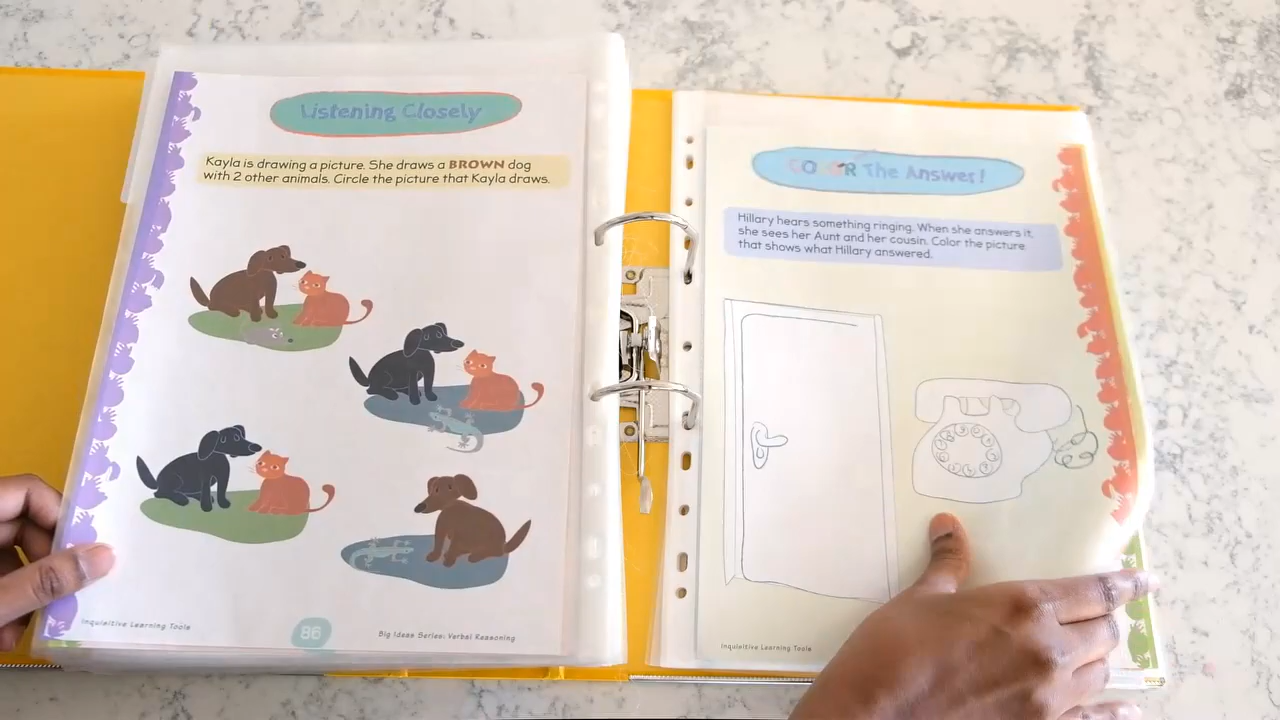 Listening Closely
Kayla is drawing a picture. She draws a BROWN dog
with 2 other animals. Circle the picture that Kayla draws.
Inquisitive Learning Tools
86
Big Ideas Series: Verbal Reasoning
COLOR The Answer!
Hillary hears something ringing. When she answers it,
she sees her Aunt and her cousin. Color the picture
that shows what Hillary answered.
Inquisitive Learning Tools